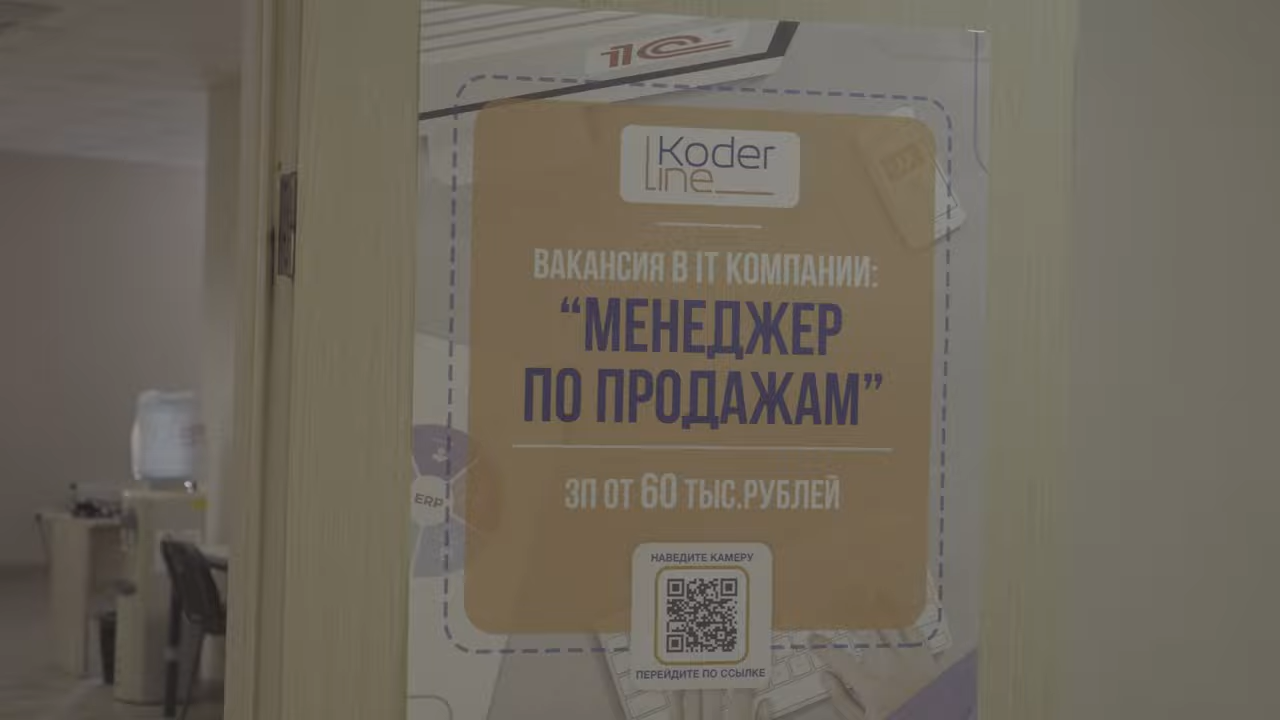 1С
Koder
Line
ВАКАНСИЯ В IT КОМПАНИИ:
“МЕНЕДЖЕР
ПО ПРОДАЖАМ”
ЗП ОТ 60 ТЫС.РУБЛЕЙ
ERP
НАВЕДИТЕ КАМЕРУ
ПЕРЕЙДИТЕ ПО ССЫЛКЕ